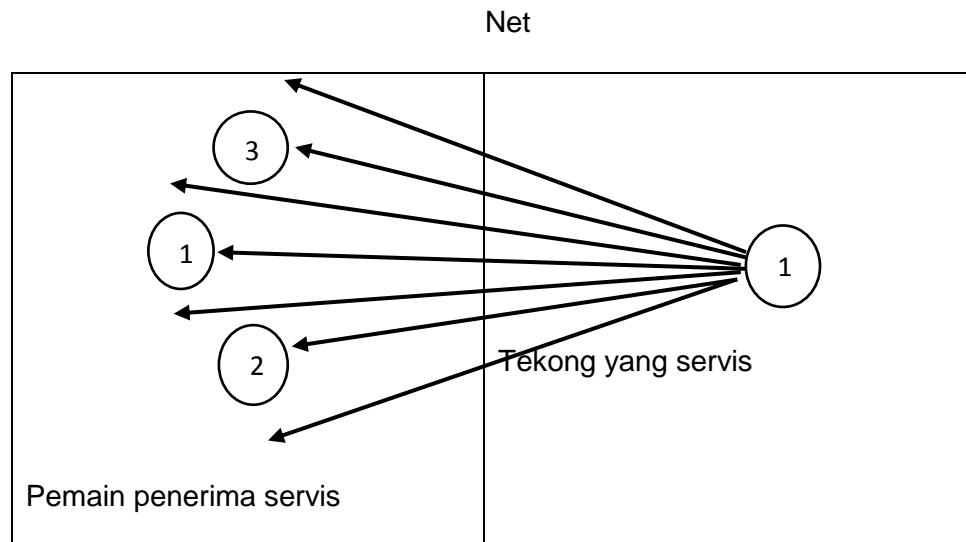 Net
3
1
1
2
Tekong yang servis
Pemain penerima servis